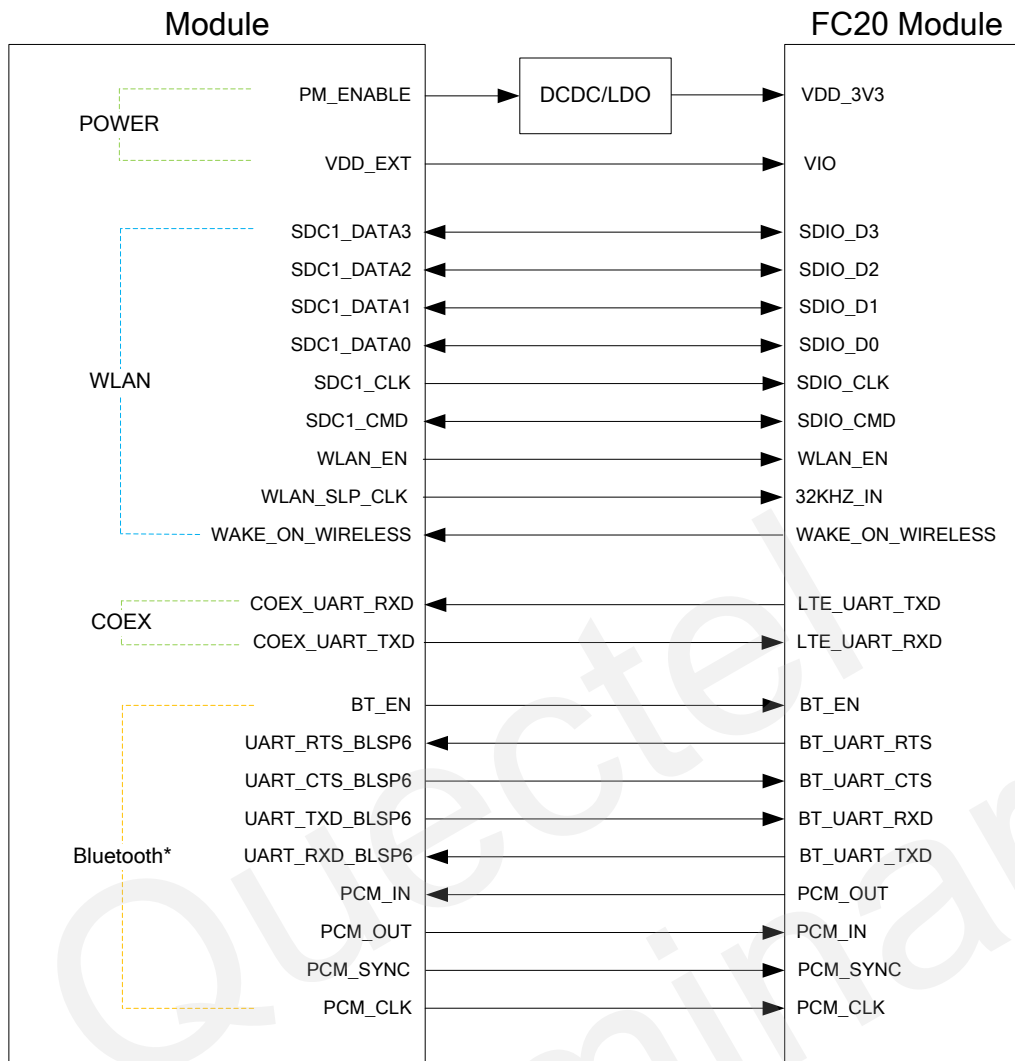 Module FC20 Module
PM_ENABLE DCDC/LDO VDD_3V3
POWER
VDD_EXT VIO
SDC1_DATA3 SDIO_D3
SDC1_DATA2 SDIO_D2
SDC1_DATA1 SDIO_D1
SDC1_DATA0 SDIO_D0
WLAN SDC1_CLK SDIO_CLK
SDC1_CMD SDIO_CMD
WLAN_EN WLAN_EN
WLAN_SLP_CLK 32KHZ_IN
WAKE_ON_WIRELESS WAKE_ON_WIRELESS
COEX_UART_RXD LTE_UART_TXD
COEX
COEX_UART_TXD LTE_UART_RXD
BT_EN BT_EN
UART_RTS_BLSP6 BT_UART_RTS
UART_CTS_BLSP6 BT_UART_CTS
UART_TXD_BLSP6 BT_UART_RXD
Bluetooth* UART_RXD_BLSP6 BT_UART_TXD
PCM_IN PCM_OUT
PCM_OUT PCM_IN
PCM_SYNC PCM_SYNC
PCM_CLK PCM_CLK
Quectel